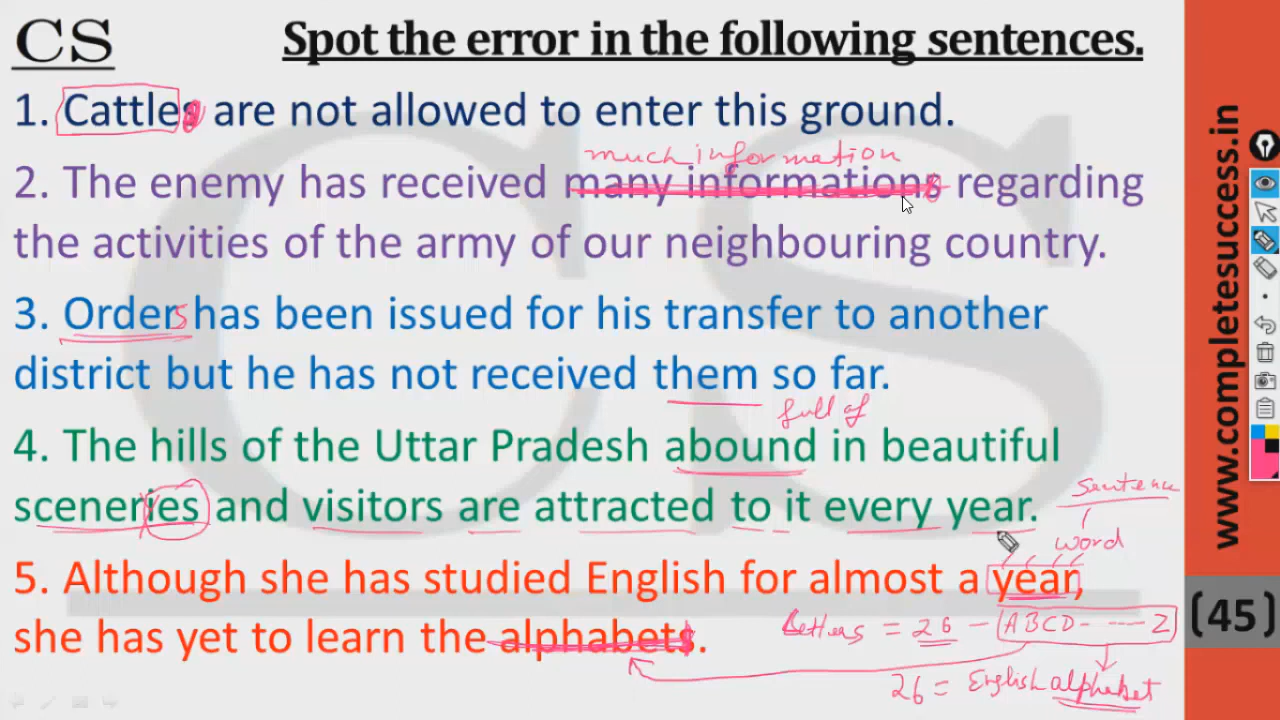 CS
Spot the error in the following sentences.
1. Cattles are not allowed to enter this ground.
much information
2. The enemy has received many informations regarding
the activities of the army of our neighbouring country.
3. Orders has been issued for his transfer to another
district but he has not received them so far.
full of
4. The hills of the Uttar Pradesh abound in beautiful
sceneries and visitors are attracted to it every year.
sentence
word
5. Although she has studied English for almost a year,
she has yet to learn the alphabets.
Letters = 26 - ABCD- --- Z
26 = English alphabet
www.completesuccess.in
(45)